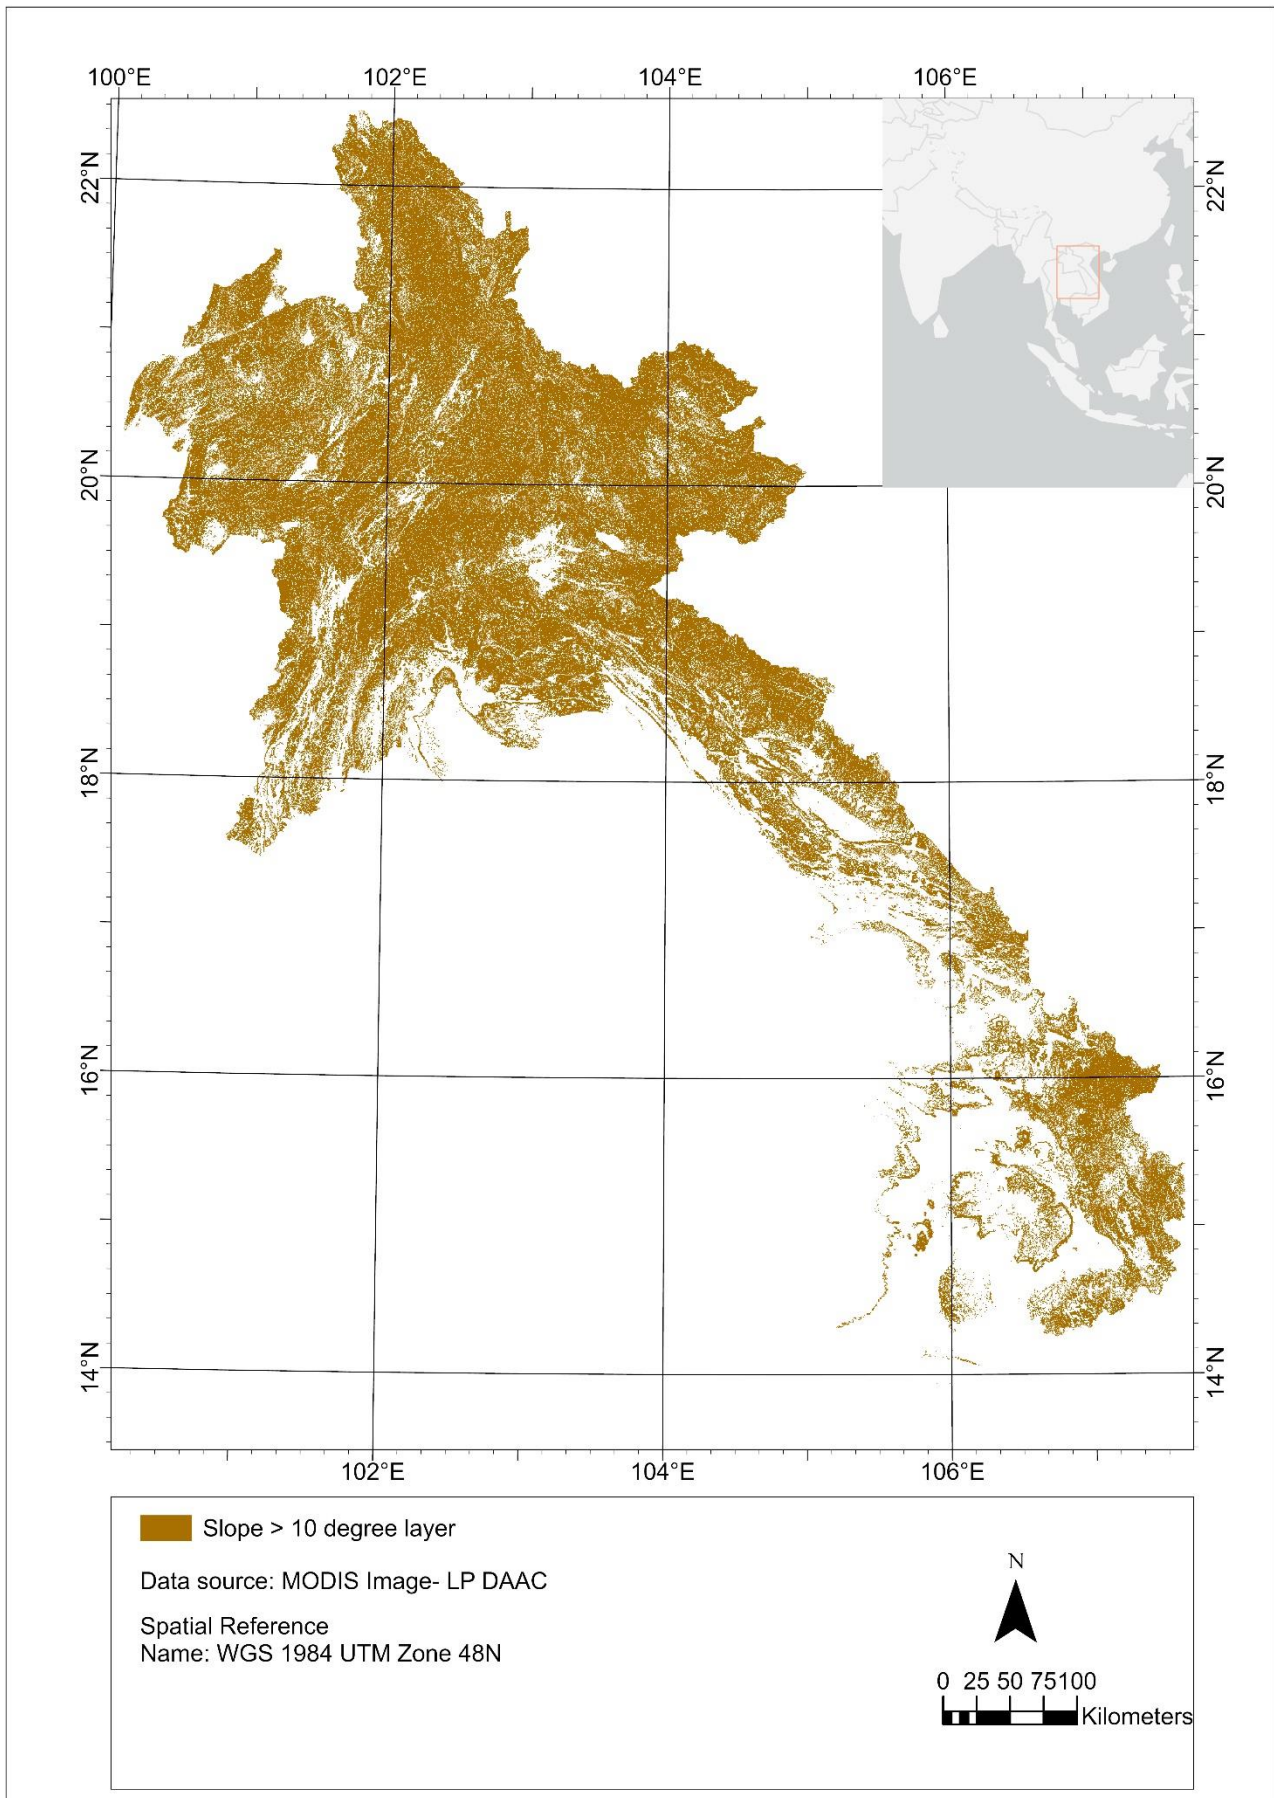 100°E 102°E 104°E 106°E
22°N 22°N
20°N 20°N
18°N 18°N
16°N 16°N
14°N 14°N
102°E 104°E 106°E
Slope > 10 degree layer
Data source: MODIS Image- LP DAAC
Spatial Reference
Name: WGS 1984 UTM Zone 48N
N
0 25 50 75 100
Kilometers